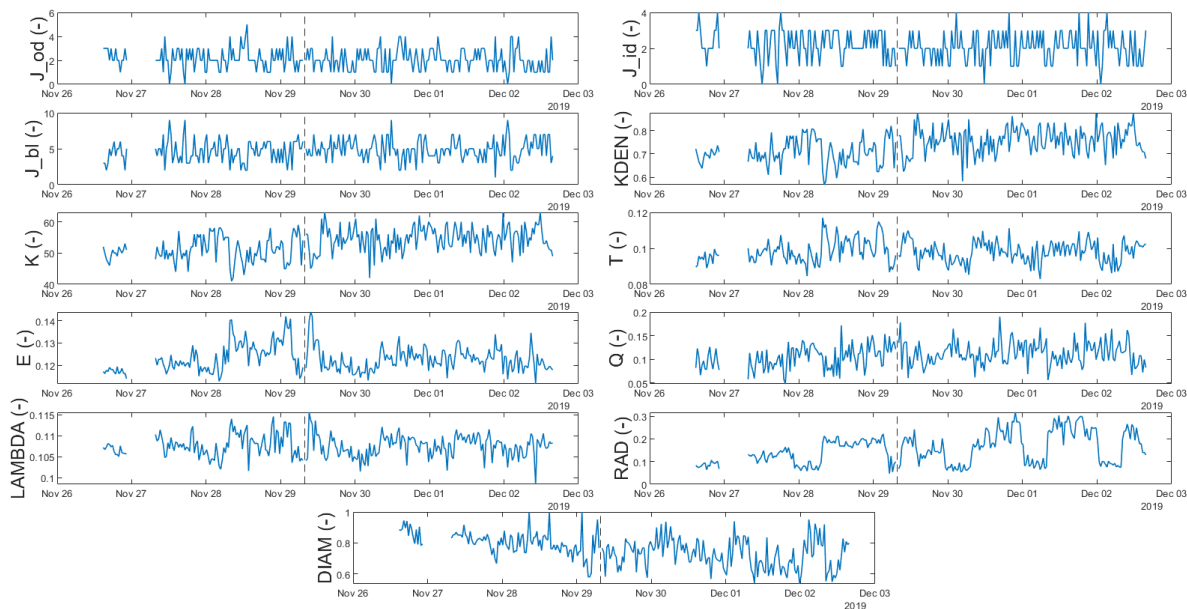 J_od (-)
6
4
2
0
Nov 26 Nov 27 Nov 28 Nov 29 Nov 30 Dec 01 Dec 02 Dec 03
2019
J_id (-)
4
2
0
Nov 26 Nov 27 Nov 28 Nov 29 Nov 30 Dec 01 Dec 02 Dec 03
2019
J_bl (-)
10
5
0
Nov 26 Nov 27 Nov 28 Nov 29 Nov 30 Dec 01 Dec 02 Dec 03
2019
KDEN (-)
0.8
0.7
0.6
Nov 26 Nov 27 Nov 28 Nov 29 Nov 30 Dec 01 Dec 02 Dec 03
2019
K (-)
60
50
40
Nov 26 Nov 27 Nov 28 Nov 29 Nov 30 Dec 01 Dec 02 Dec 03
2019
T (-)
0.12
0.1
0.08
Nov 26 Nov 27 Nov 28 Nov 29 Nov 30 Dec 01 Dec 02 Dec 03
2019
E (-)
0.14
0.12
Nov 26 Nov 27 Nov 28 Nov 29 Nov 30 Dec 01 Dec 02 Dec 03
2019
Q (-)
0.2
0.15
0.1
0.05
Nov 26 Nov 27 Nov 28 Nov 29 Nov 30 Dec 01 Dec 02 Dec 03
2019
LAMBDA (-)
0.115
0.11
0.105
0.1
Nov 26 Nov 27 Nov 28 Nov 29 Nov 30 Dec 01 Dec 02 Dec 03
2019
RAD (-)
0.3
0.2
0.1
0
Nov 26 Nov 27 Nov 28 Nov 29 Nov 30 Dec 01 Dec 02 Dec 03
2019
DIAM (-)
1
0.8
0.6
Nov 26 Nov 27 Nov 28 Nov 29 Nov 30 Dec 01 Dec 02 Dec 03
2019